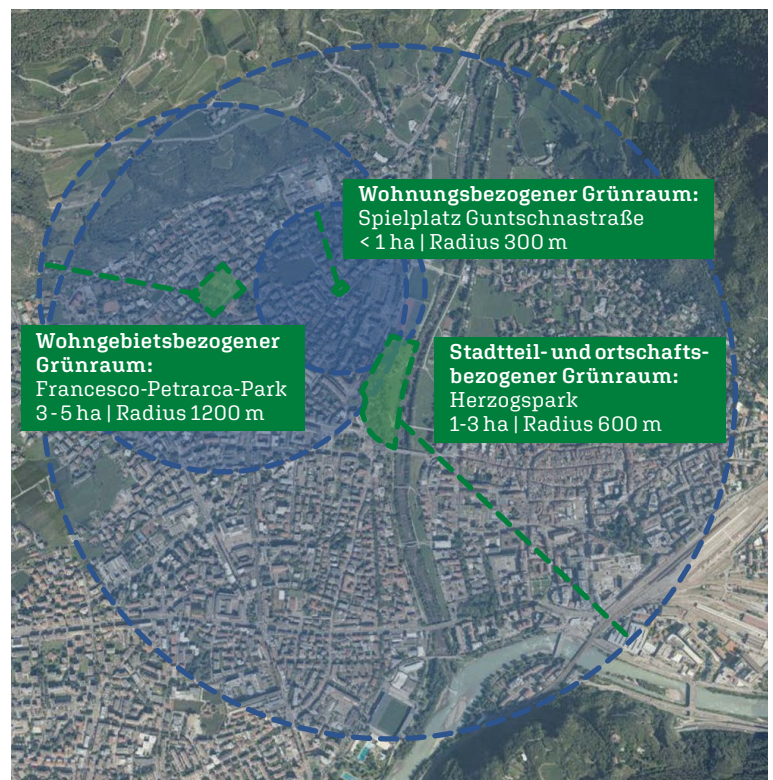 Wohnungsbezogener Grünraum:
Spielplatz Guntschnastraße
< 1 ha | Radius 300 m
Wohngebietsbezogener
Grünraum:
Francesco-Petrarca-Park
3-5 ha | Radius 1200 m
Stadtteil- und ortschafts-
bezogener Grünraum:
Herzogspark
1-3 ha | Radius 600 m